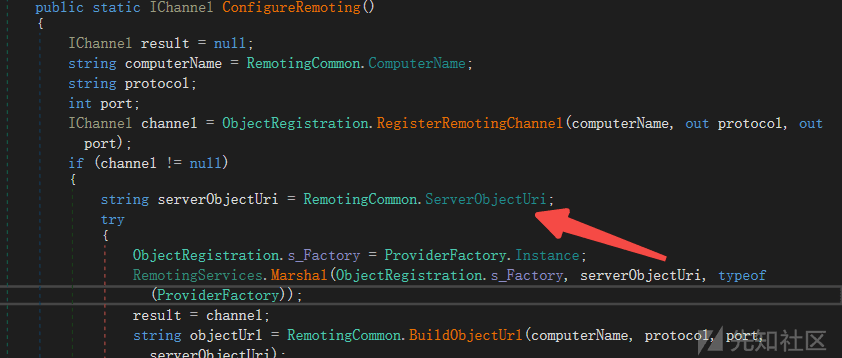 public static IChannel ConfigureRemoting()
{
IChannel result = null;
string computerName = RemotingCommon.ComputerName;
string protocol;
int port;
IChannel channel = ObjectRegistration.RegisterRemotingChannel(computerName, out protocol, out
port);
if (channel != null)
{
string serverObjectUri = RemotingCommon.ServerObjectUri;
try
{
ObjectRegistration.s_Factory = ProviderFactory.Instance;
RemotingServices.Marshal(ObjectRegistration.s_Factory, serverObjectUri, typeof
(ProviderFactory));
result = channel;
string objectUrl = RemotingCommon.BuildObjectUrl(computerName, protocol, port,
serverObjectUri);
先知社区